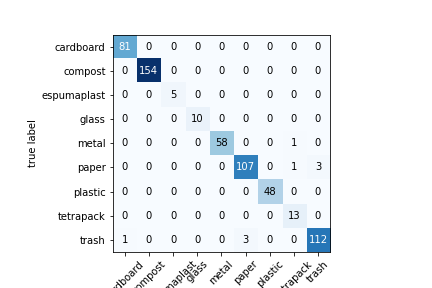 cardboard 81 0 0 0 0 0 0 0 0
compost 0 154 0 0 0 0 0 0 0
espumaplast 0 0 5 0 0 0 0 0 0
glass 0 0 0 10 0 0 0 0 0
metal 0 0 0 0 58 0 0 1 0
paper 0 0 0 0 0 107 0 1 3
plastic 0 0 0 0 0 0 48 0 0
tetrapack 0 0 0 0 0 0 0 13 0
trash 1 0 0 0 0 3 0 0 112
true label
glass metal paper plastic trash